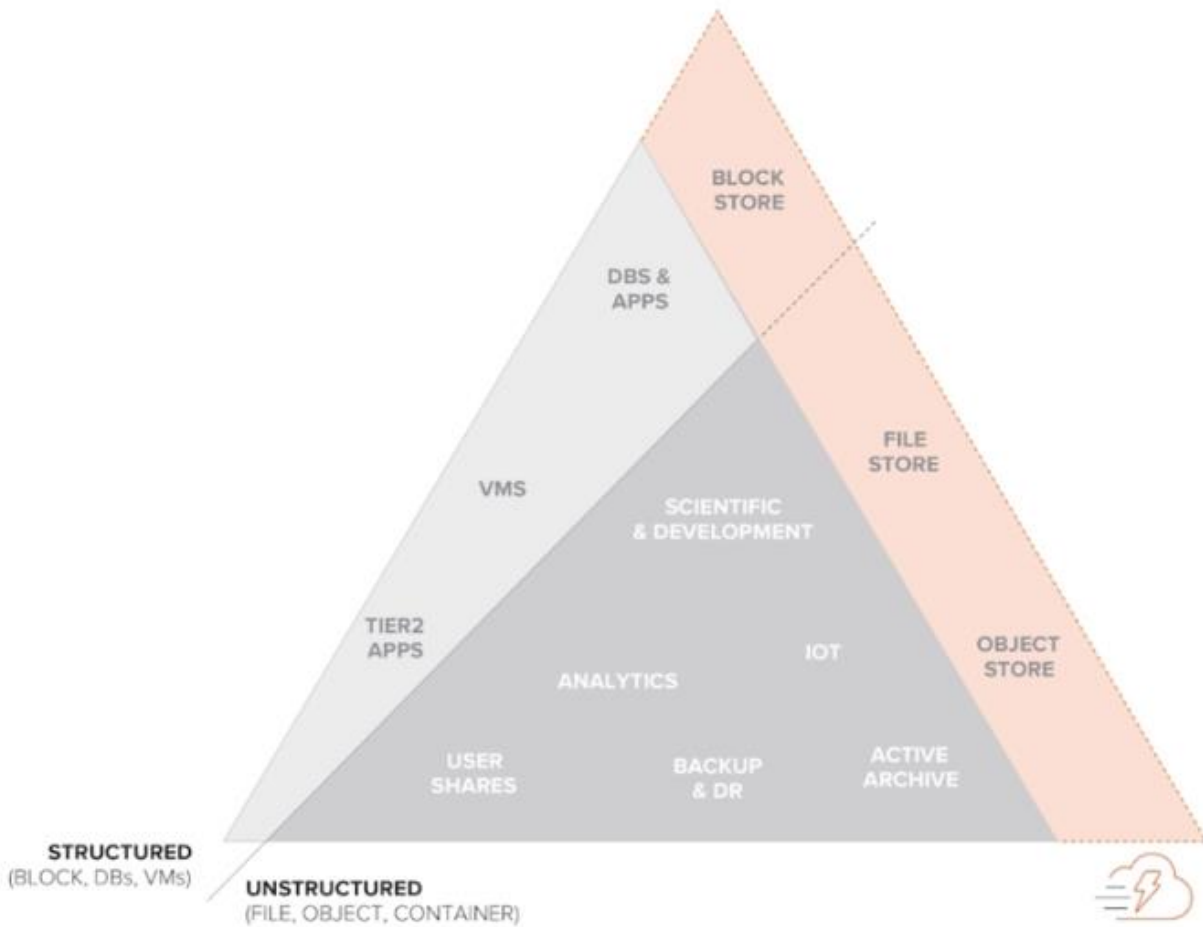 BLOCK
STORE
DBS &
APPS
FILE
STORE
VMS
SCIENTIFIC
& DEVELOPMENT
TIER2
APPS
OBJECT
STORE
IOT
ANALYTICS
USER
SHARES
BACKUP
& DR
ACTIVE
ARCHIVE
STRUCTURED
(BLOCK, DBs, VMs)
UNSTRUCTURED
(FILE, OBJECT, CONTAINER)